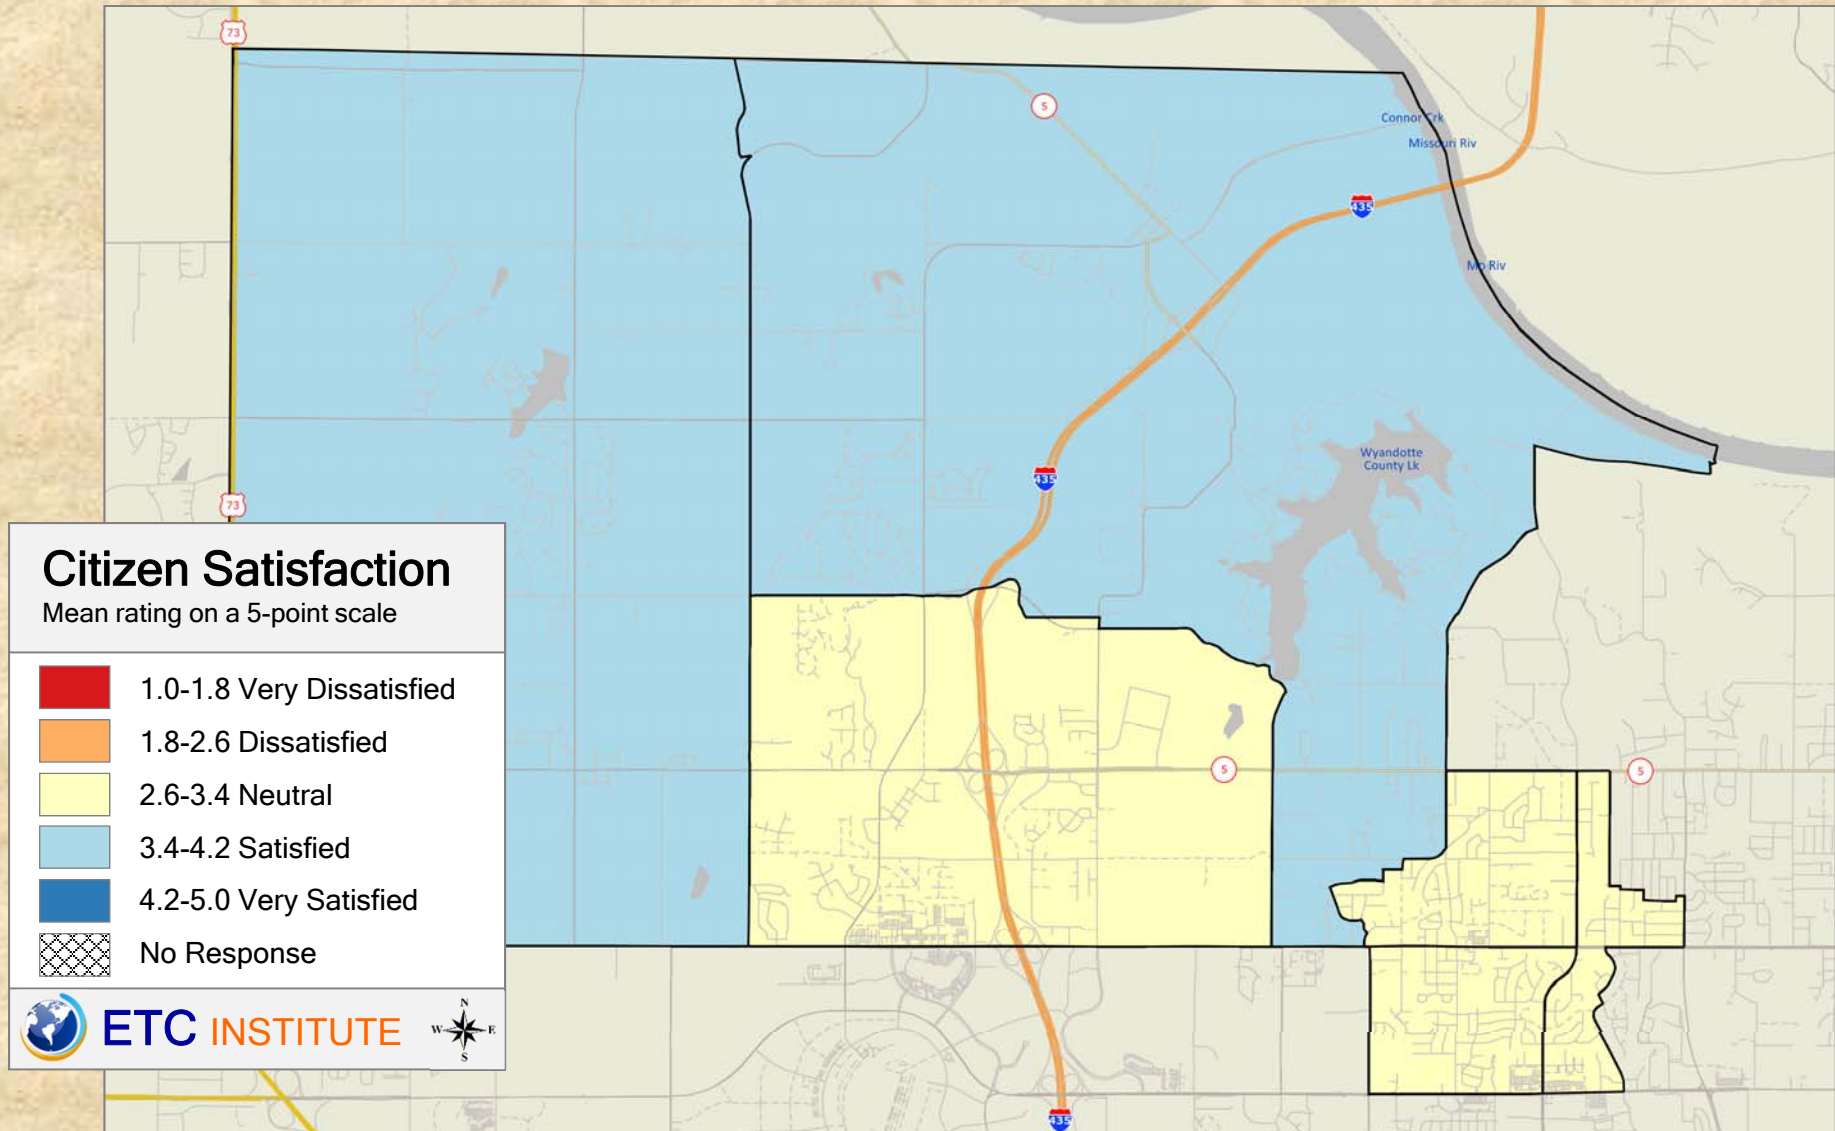 73
5
Connor Crk
Missouri Riv
435
Mo Riv
Wyandotte
County Lk
435
73
5
5
435
Citizen Satisfaction
Mean rating on a 5-point scale
1.0-1.8 Very Dissatisfied
1.8-2.6 Dissatisfied
2.6-3.4 Neutral
3.4-4.2 Satisfied
4.2-5.0 Very Satisfied
No Response
ETC INSTITUTE
N
W E
S